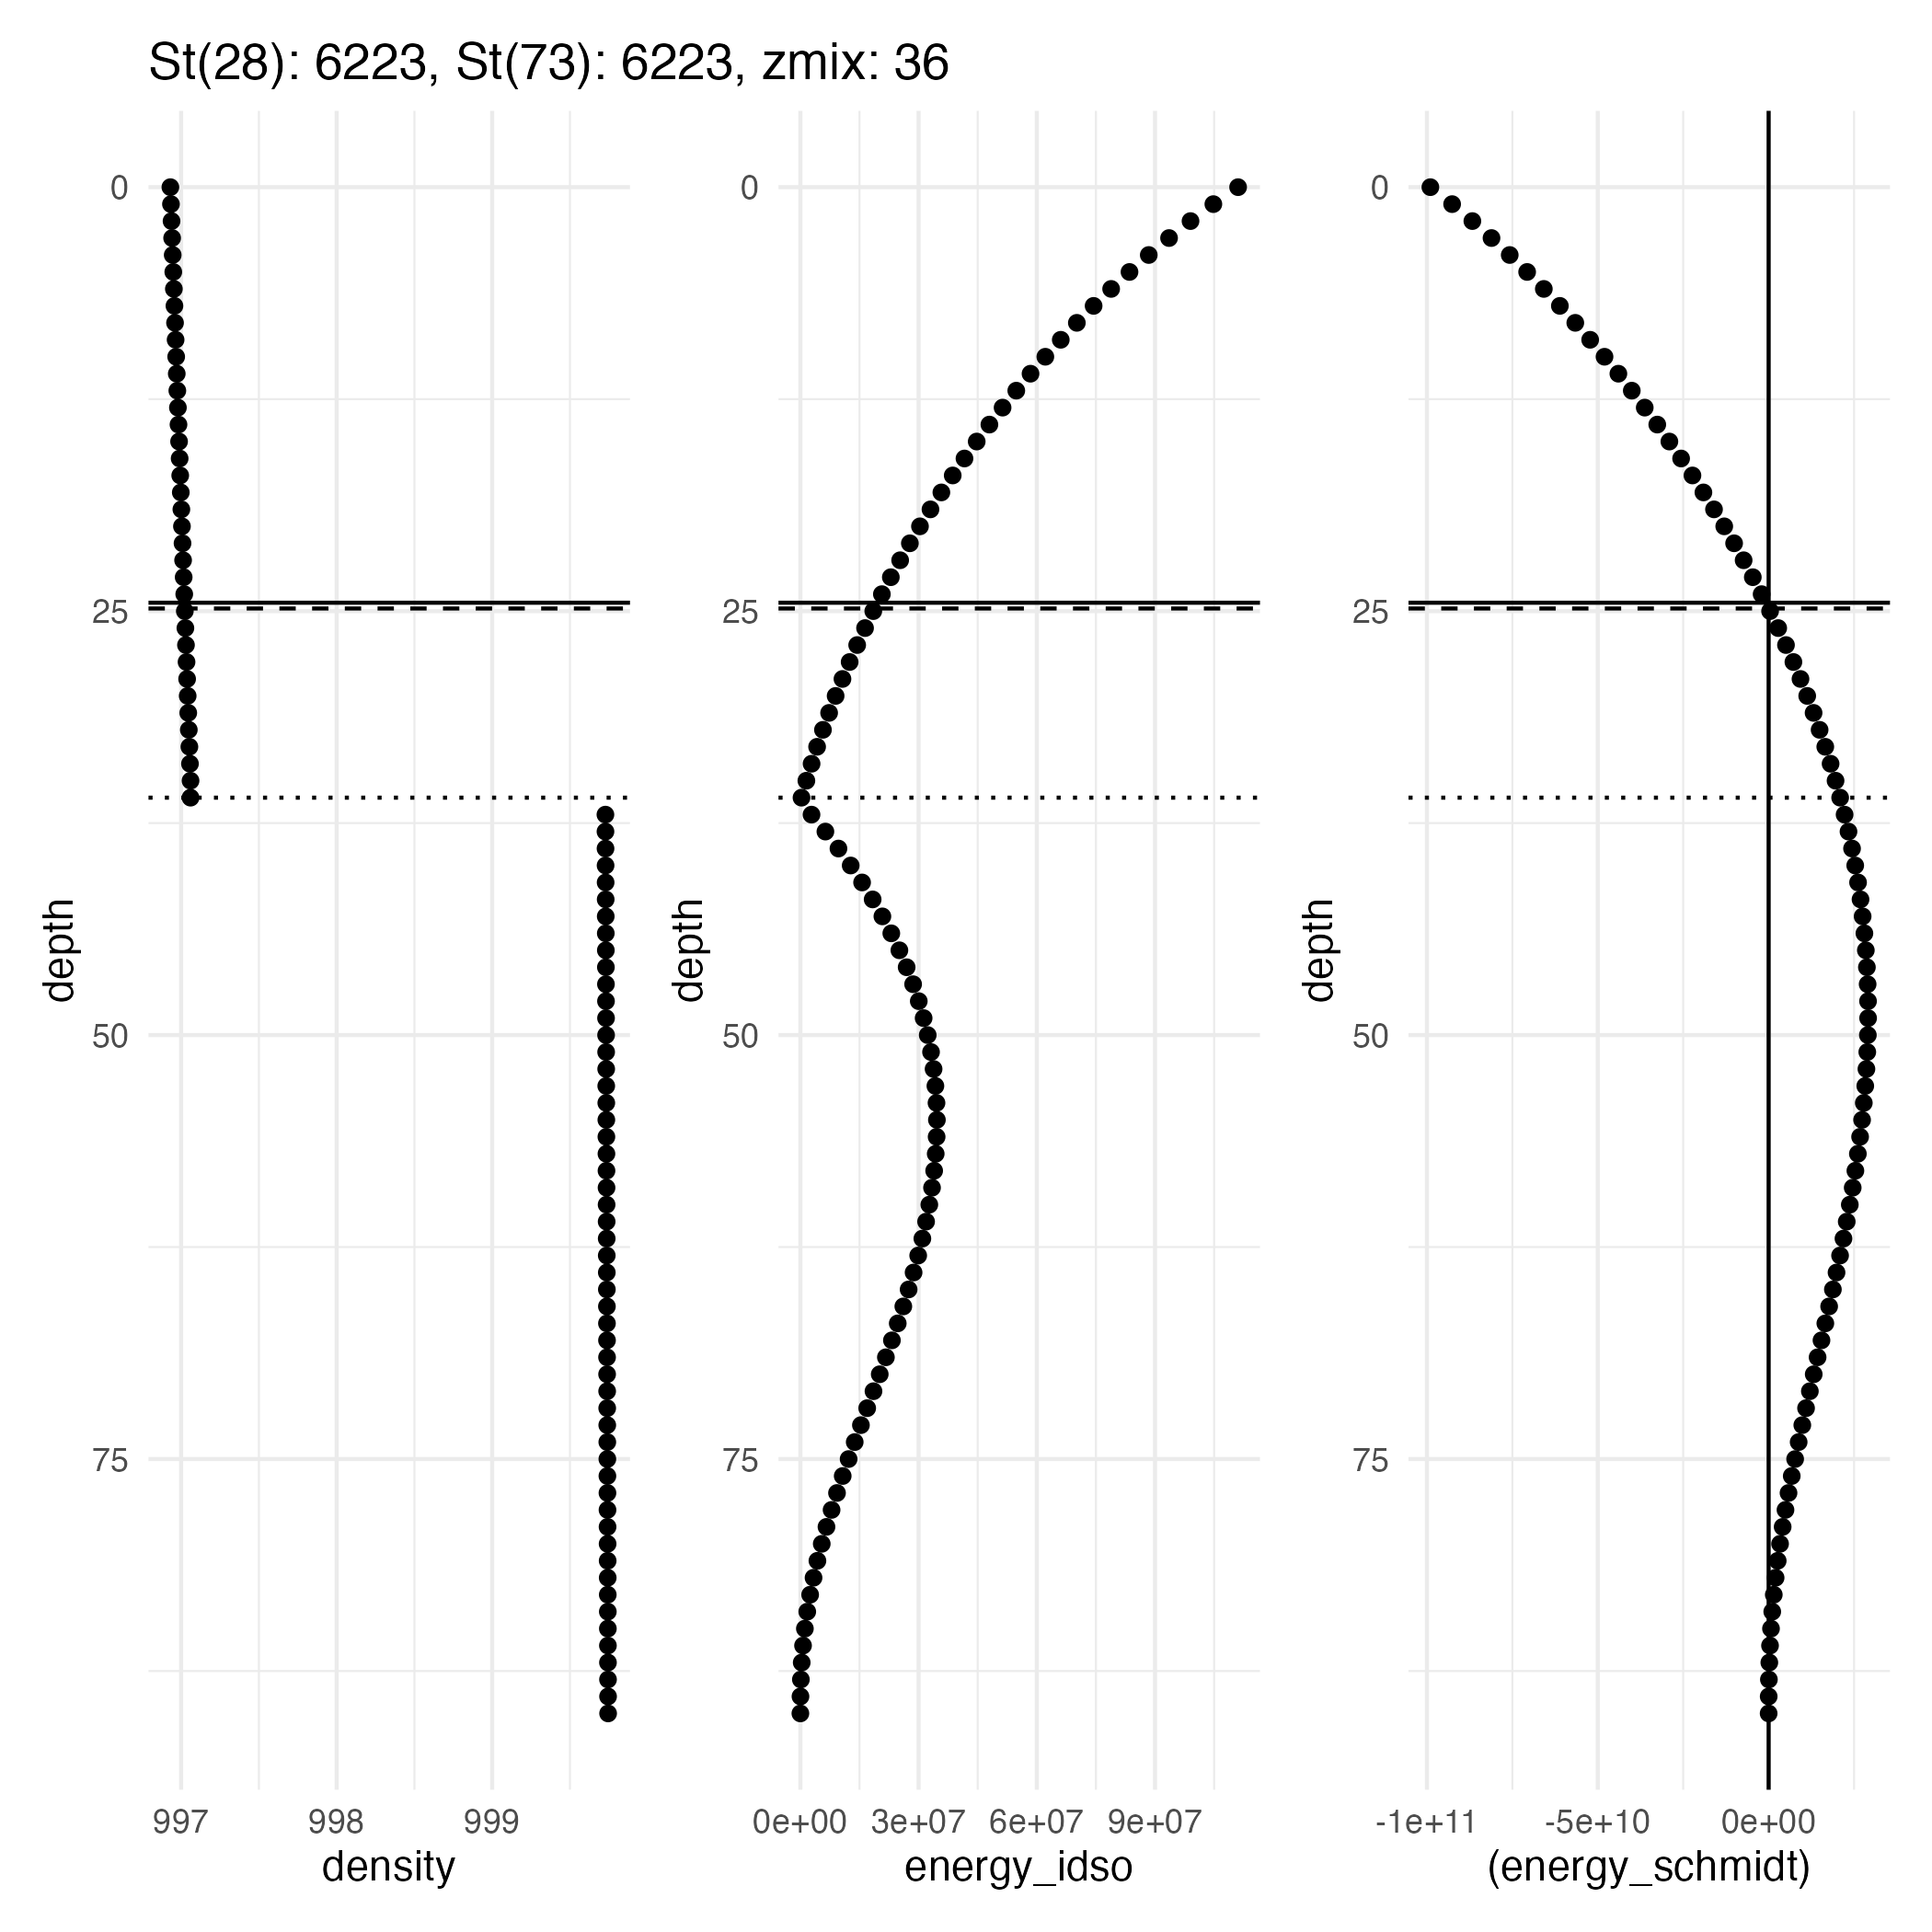 St(28): 6223, St(73): 6223, zmix: 36
depth
0
25
50
75
997 998 999
density
depth
0
25
50
75
0e+00 3e+07 6e+07 9e+07
energy_idso
depth
0
25
50
75
-1e+11 -5e+10 0e+00
(energy_schmidt)